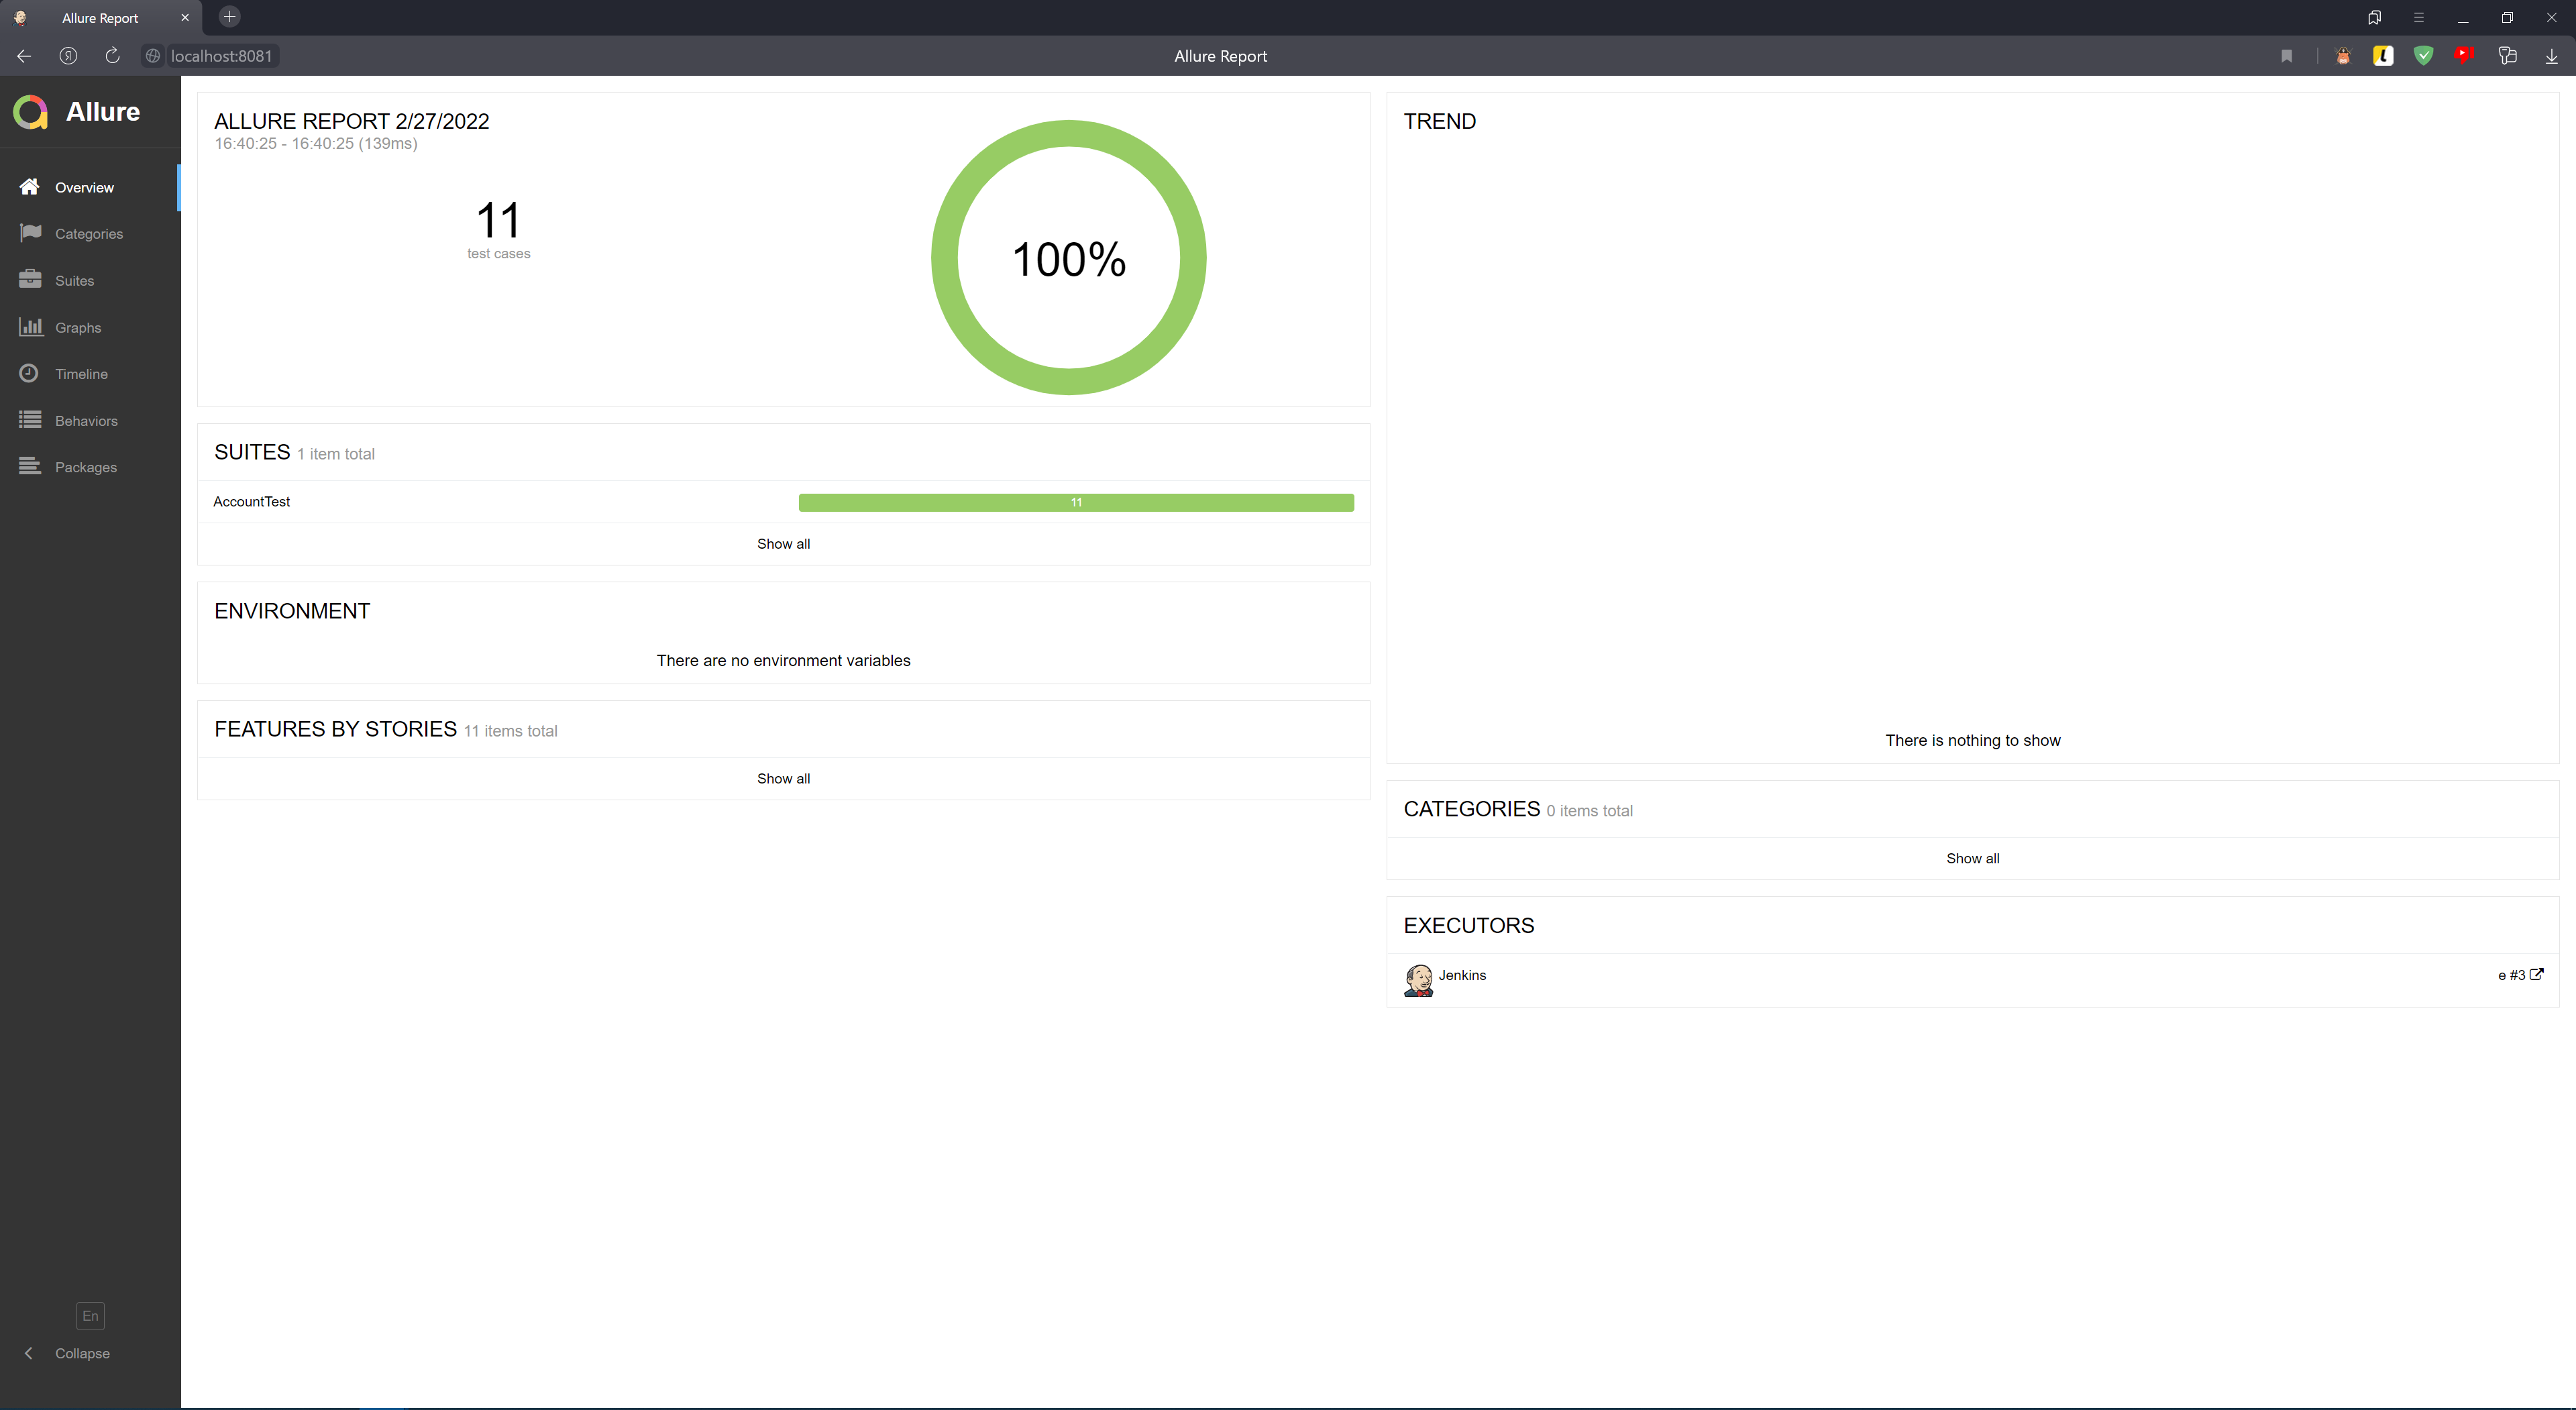 Allure Report
localhost:8081
Allure Report
Allure
Overview
Categories
Suites
Graphs
Timeline
Behaviors
Packages
En
Collapse
ALLURE REPORT 2/27/2022
16:40:25 - 16:40:25 (139ms)
11
test cases
100%
SUITES 1 item total
AccountTest 11
Show all
ENVIRONMENT
There are no environment variables
FEATURES BY STORIES 11 items total
Show all
TREND
There is nothing to show
CATEGORIES 0 items total
Show all
EXECUTORS
Jenkins e #3